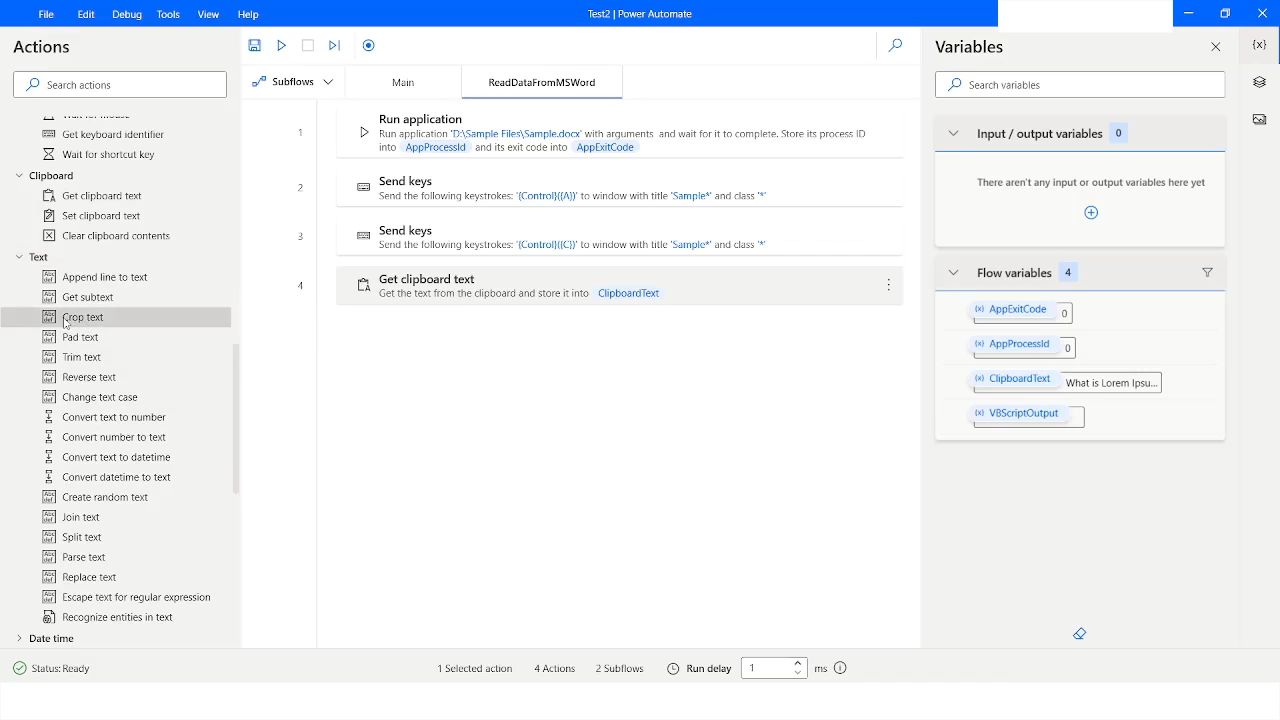 File Edit Debug Tools View Help
Test2 | Power Automate
Actions
Search actions
Wait for mouse
Get keyboard identifier
Wait for shortcut key
Clipboard
Get clipboard text
Set clipboard text
Clear clipboard contents
Text
Append line to text
Get subtext
Crop text
Pad text
Trim text
Reverse text
Change text case
Convert text to number
Convert number to text
Convert text to datetime
Convert datetime to text
Create random text
Join text
Split text
Parse text
Replace text
Escape text for regular expression
Recognize entities in text
Date time
Subflows Main ReadDataFromMSWord
1
Run application
Run application 'D:\Sample Files\Sample.docx' with arguments and wait for it to complete. Store its process ID
into AppProcessId and its exit code into AppExitCode
2
Send keys
Send the following keystrokes: '{Control}({A})' to window with title 'Sample*' and class '*'
3
Send keys
Send the following keystrokes: '{Control}({C})' to window with title 'Sample*' and class '*'
4
Get clipboard text
Get the text from the clipboard and store it into ClipboardText
Variables
{x}
Search variables
Input / output variables 0
There aren't any input or output variables here yet
Flow variables 4
(x) AppExitCode 0
(x) AppProcessId 0
(x) ClipboardText What is Lorem Ipsu...
(x) VBScriptOutput
Status: Ready 1 Selected action 4 Actions 2 Subflows Run delay 1 ms